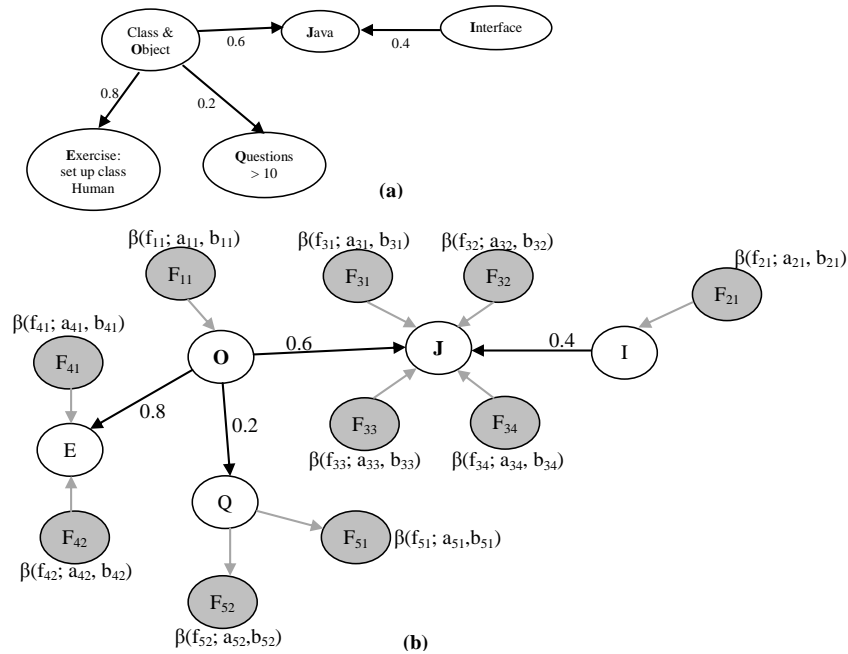 Class &
Object
0.6
Java
0.4
Interface
0.8
0.2
Exercise:
set up class
Human
Questions
> 10
(a)
β(f11; a11, b11)
F11
β(f31; a31, b31)
F31
β(f32; a32, b32)
F32
β(f21; a21, b21)
F21
β(f41; a41, b41)
F41
O
0.6
J
0.4
I
0.8
0.2
E
F33
β(f33; a33, b33)
F34
β(f34; a34, b34)
Q
F42
β(f42; a42, b42)
F51
β(f51; a51,b51)
F52
β(f52; a52,b52)
(b)